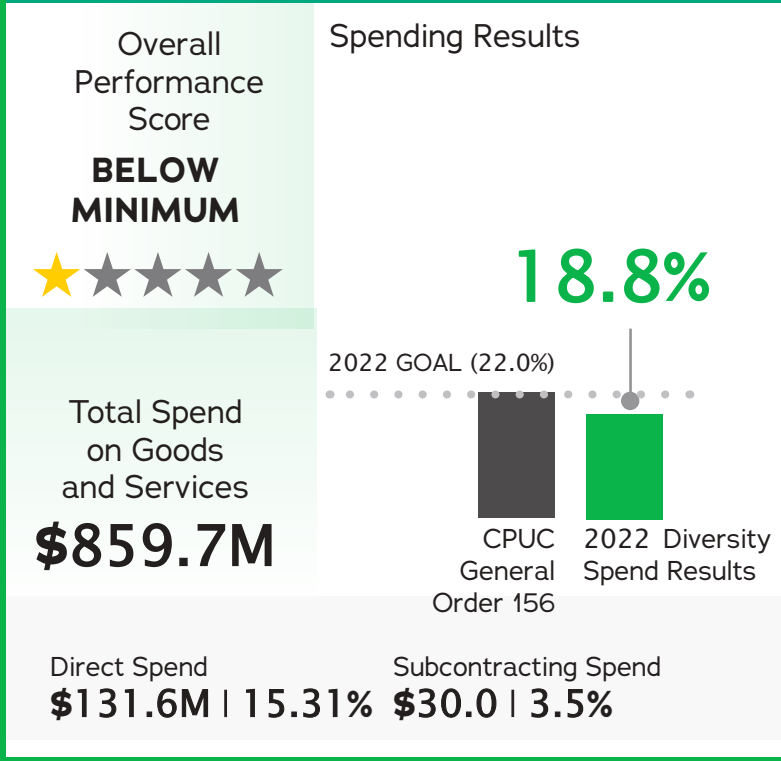 Overall
Performance
Score
BELOW
MINIMUM
Total Spend
on Goods
and Services
$859.7M
Spending Results
18.8%
2022 GOAL (22.0%)
CPUC
General
Order 156
2022 Diversity
Spend Results
Direct Spend
$131.6M | 15.31%
Subcontracting Spend
$30.0 | 3.5%